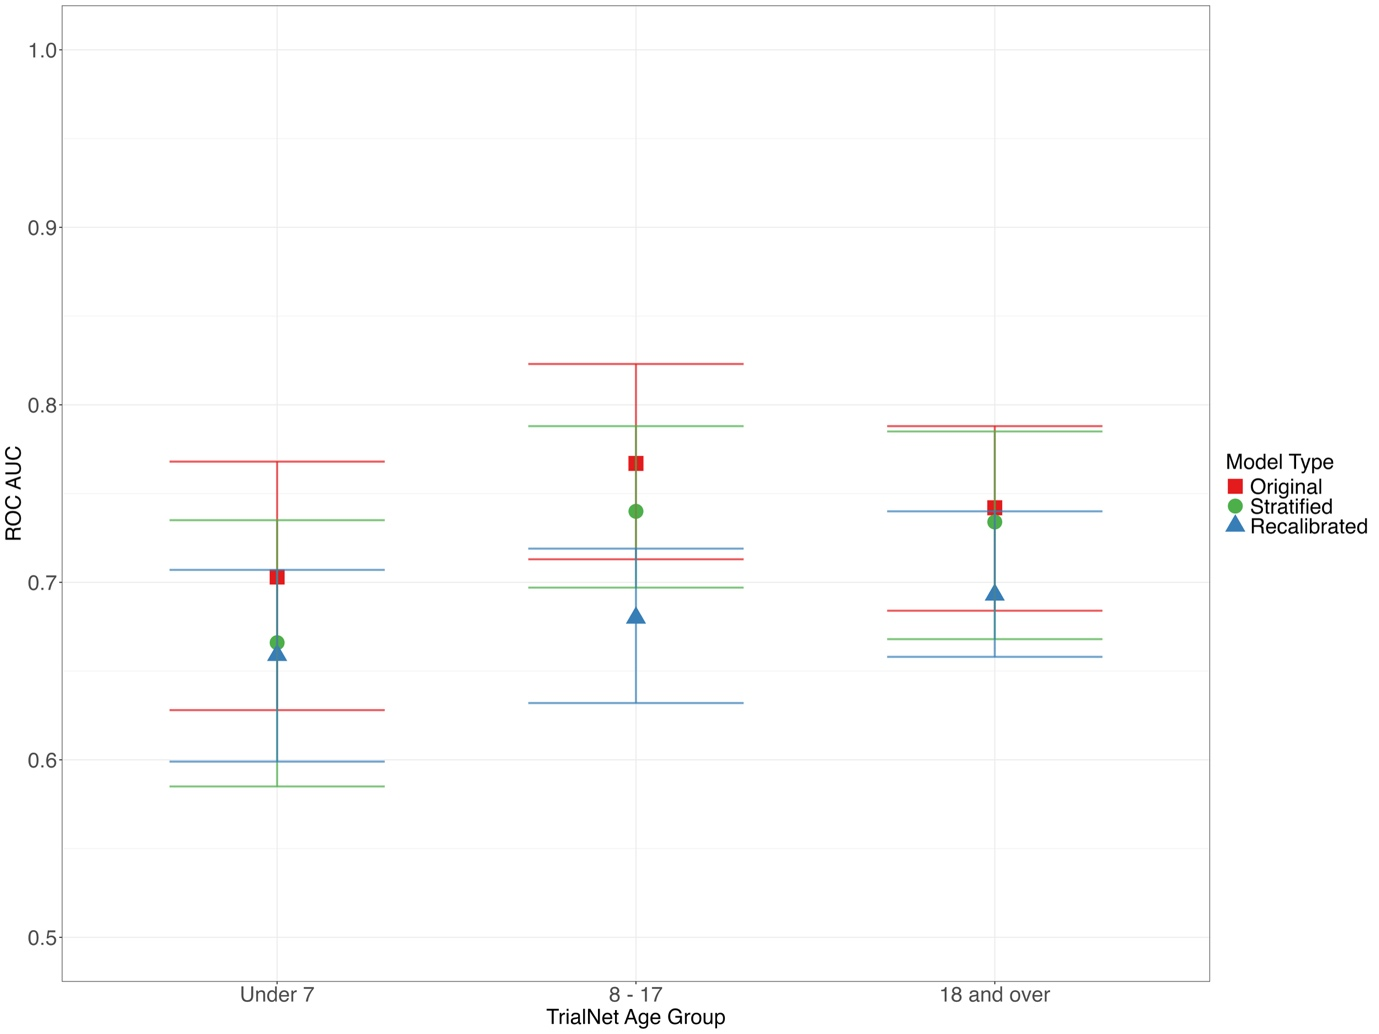 1.0
0.9
0.8
0.7
0.6
0.5
ROC AUC
Under 7
8 - 17
18 and over
TrialNet Age Group
Model Type
Original
Stratified
Recalibrated